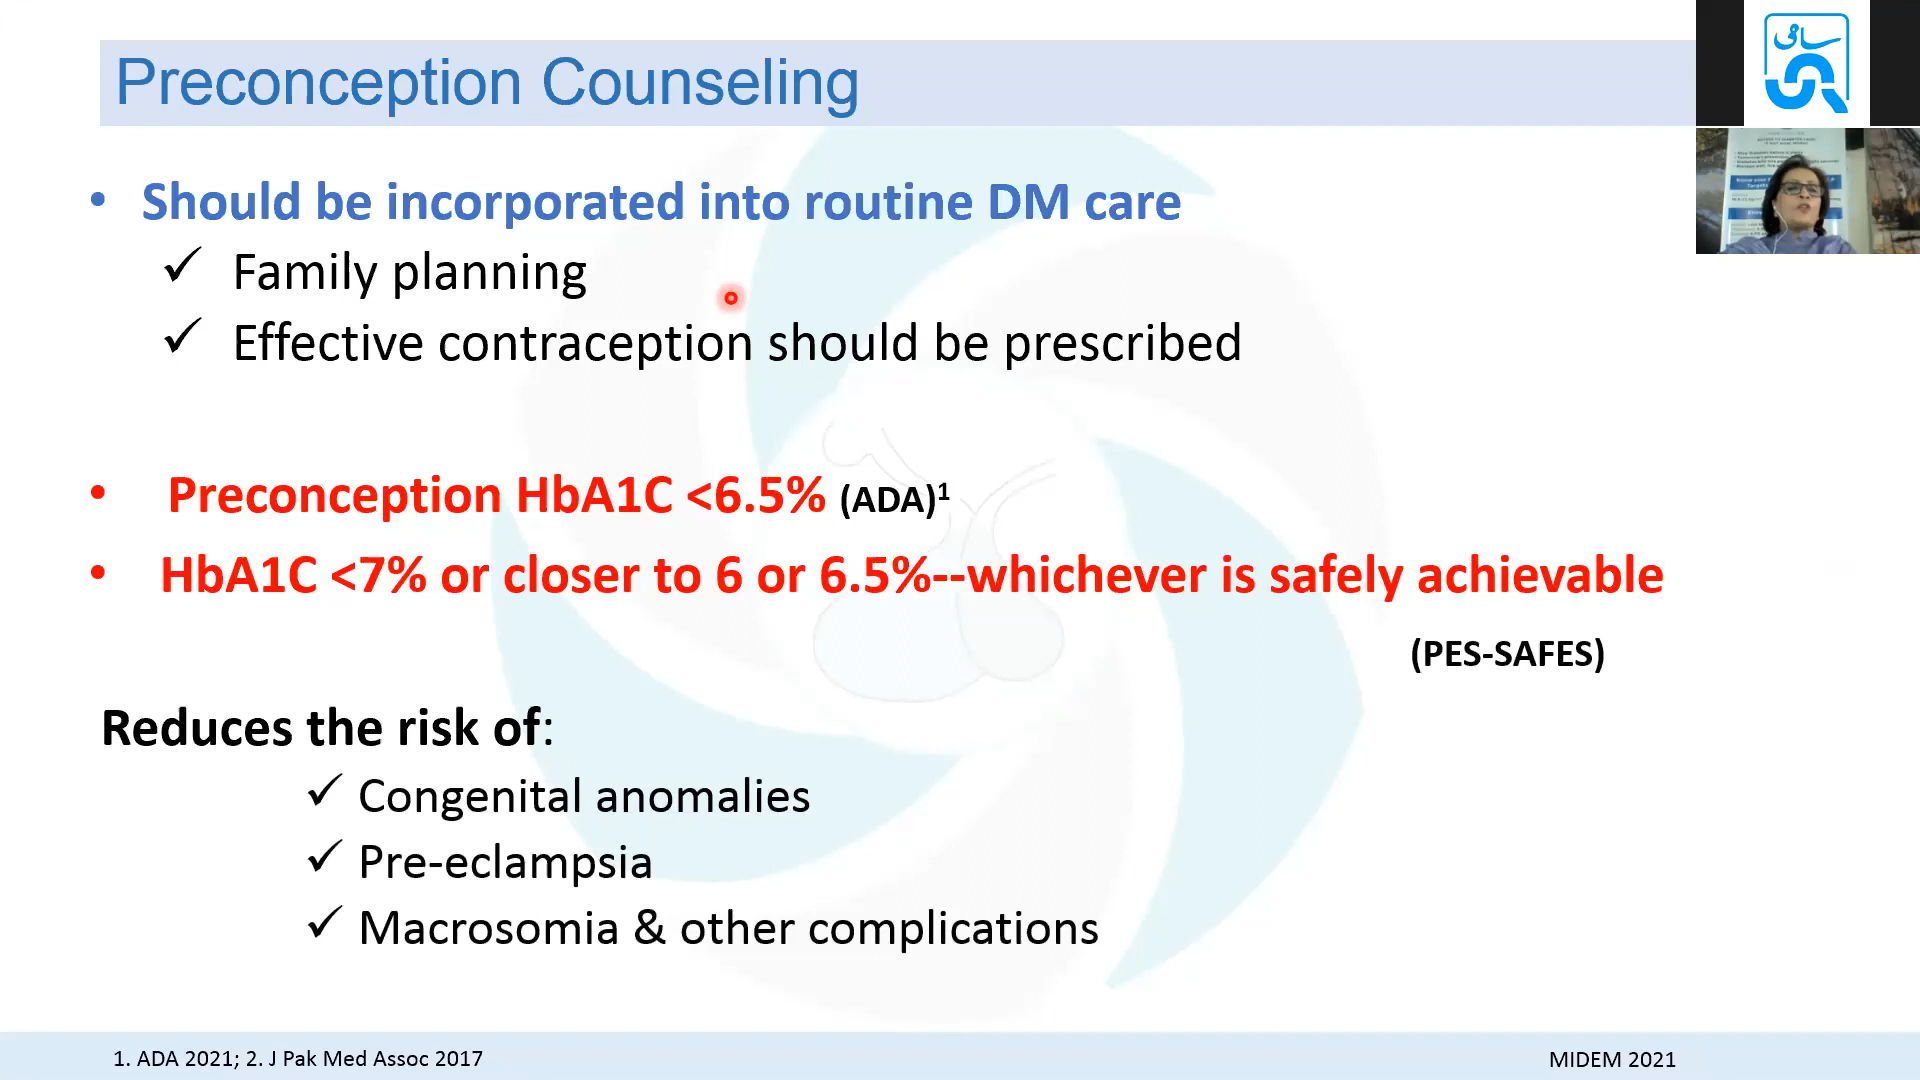 Preconception Counseling
سافی
• Should be incorporated into routine DM care
✓ Family planning
✓ Effective contraception should be prescribed
• Preconception HbA1C <6.5% (ADA)¹
• HbA1C <7% or closer to 6 or 6.5%--whichever is safely achievable
(PES-SAFES)
Reduces the risk of:
✓ Congenital anomalies
✓ Pre-eclampsia
✓ Macrosomia & other complications
1. ADA 2021; 2. J Pak Med Assoc 2017
MIDEM 2021